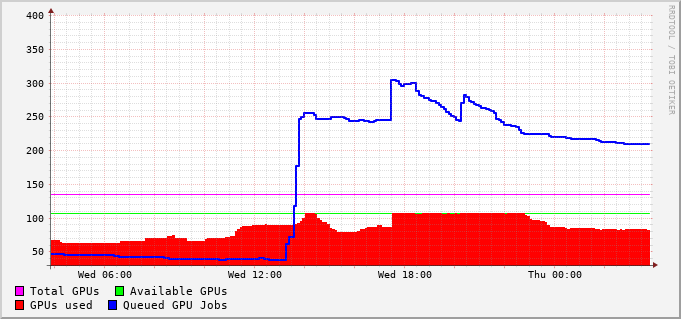 400
350
300
250
200
150
100
50
Wed 06:00 Wed 12:00 Wed 18:00 Thu 00:00
Total GPUs Available GPUs
GPUs used Queued GPU Jobs
RRDTOOL / TOBI OETIKER